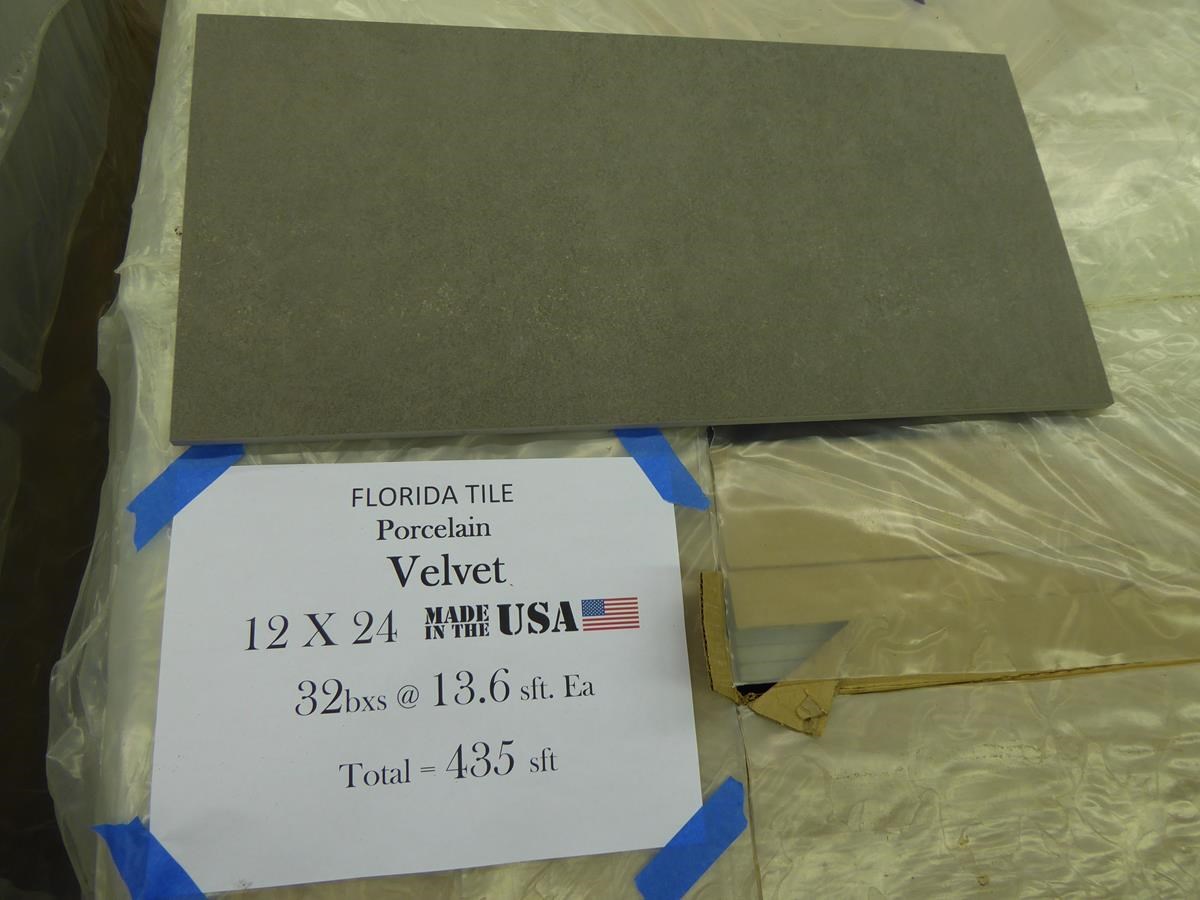 FLORIDA TILE
Porcelain
Velvet
12 X 24 MADE IN THE USA
32bxs @ 13.6 sft. Ea
Total = 435 sft